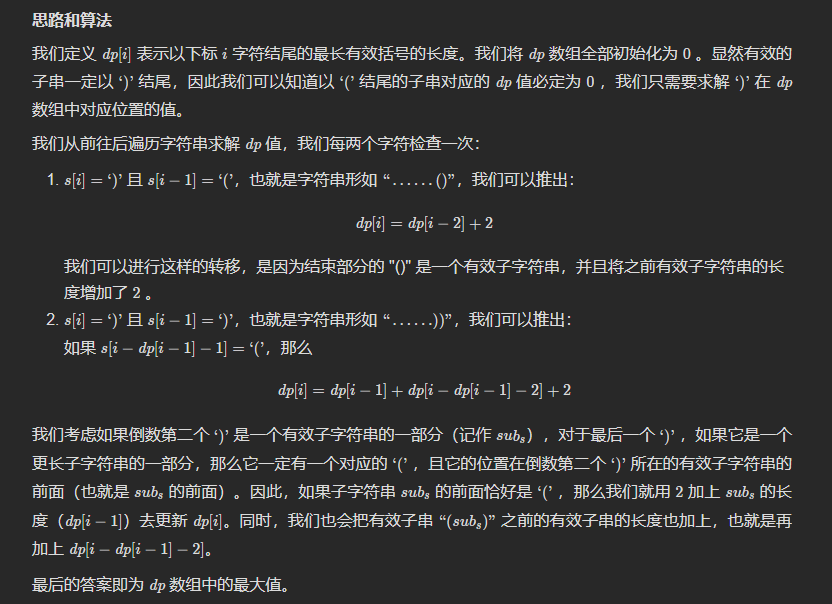 思路和算法
我们定义 dp[i] 表示以下标 i 字符结尾的最长有效括号的长度。我们将 dp 数组全部初始化为 0 。显然有效的
子串一定以 ‘)’ 结尾，因此我们可以知道以 ‘(’ 结尾的子串对应的 dp 值必定为 0 ，我们只需要求解 ‘)’ 在 dp
数组中对应位置的值。
我们从前往后遍历字符串求解 dp 值，我们每两个字符检查一次：
1. s[i] = ‘)’ 且 s[i − 1] = ‘(’，也就是字符串形如 “……()”，我们可以推出：
dp[i] = dp[i − 2] + 2
我们可以进行这样的转移，是因为结束部分的 "()" 是一个有效子字符串，并且将之前有效子字符串的长
度增加了 2 。
2. s[i] = ‘)’ 且 s[i − 1] = ‘)’，也就是字符串形如 “……))”，我们可以推出：
如果 s[i − dp[i − 1] − 1] = ‘(’，那么
dp[i] = dp[i − 1] + dp[i − dp[i − 1] − 2] + 2
我们考虑如果倒数第二个 ‘)’ 是一个有效子字符串的一部分（记作 subₛ），对于最后一个 ‘)’ ，如果它是一个
更长子字符串的一部分，那么它一定有一个对应的 ‘(’ ，且它的位置在倒数第二个 ‘)’ 所在的有效子字符串的
前面（也就是 subₛ 的前面）。因此，如果子字符串 subₛ 的前面恰好是 ‘(’ ，那么我们就用 2 加上 subₛ 的长
度（dp[i − 1]）去更新 dp[i]。同时，我们也会把有效子串 “(subₛ)” 之前的有效子串的长度也加上，也就是再
加上 dp[i − dp[i − 1] − 2]。
最后的答案即为 dp 数组中的最大值。